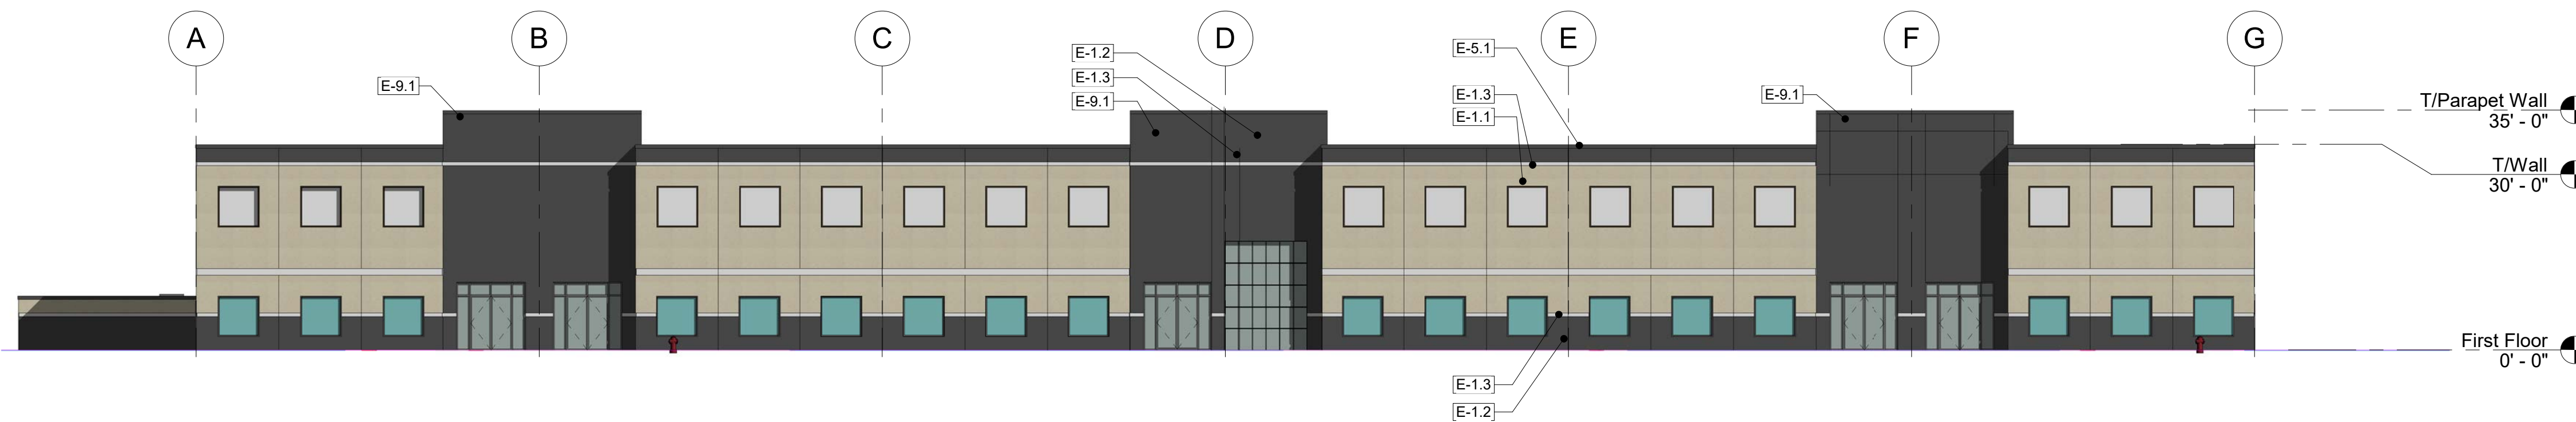 A
B
C
D
E
F
G
E-9.1
E-1.2
E-1.3
E-9.1
E-5.1
E-1.3
E-1.1
E-9.1
T/Parapet Wall
35' - 0"
T/Wall
30' - 0"
First Floor
0' - 0"
E-1.3
E-1.2